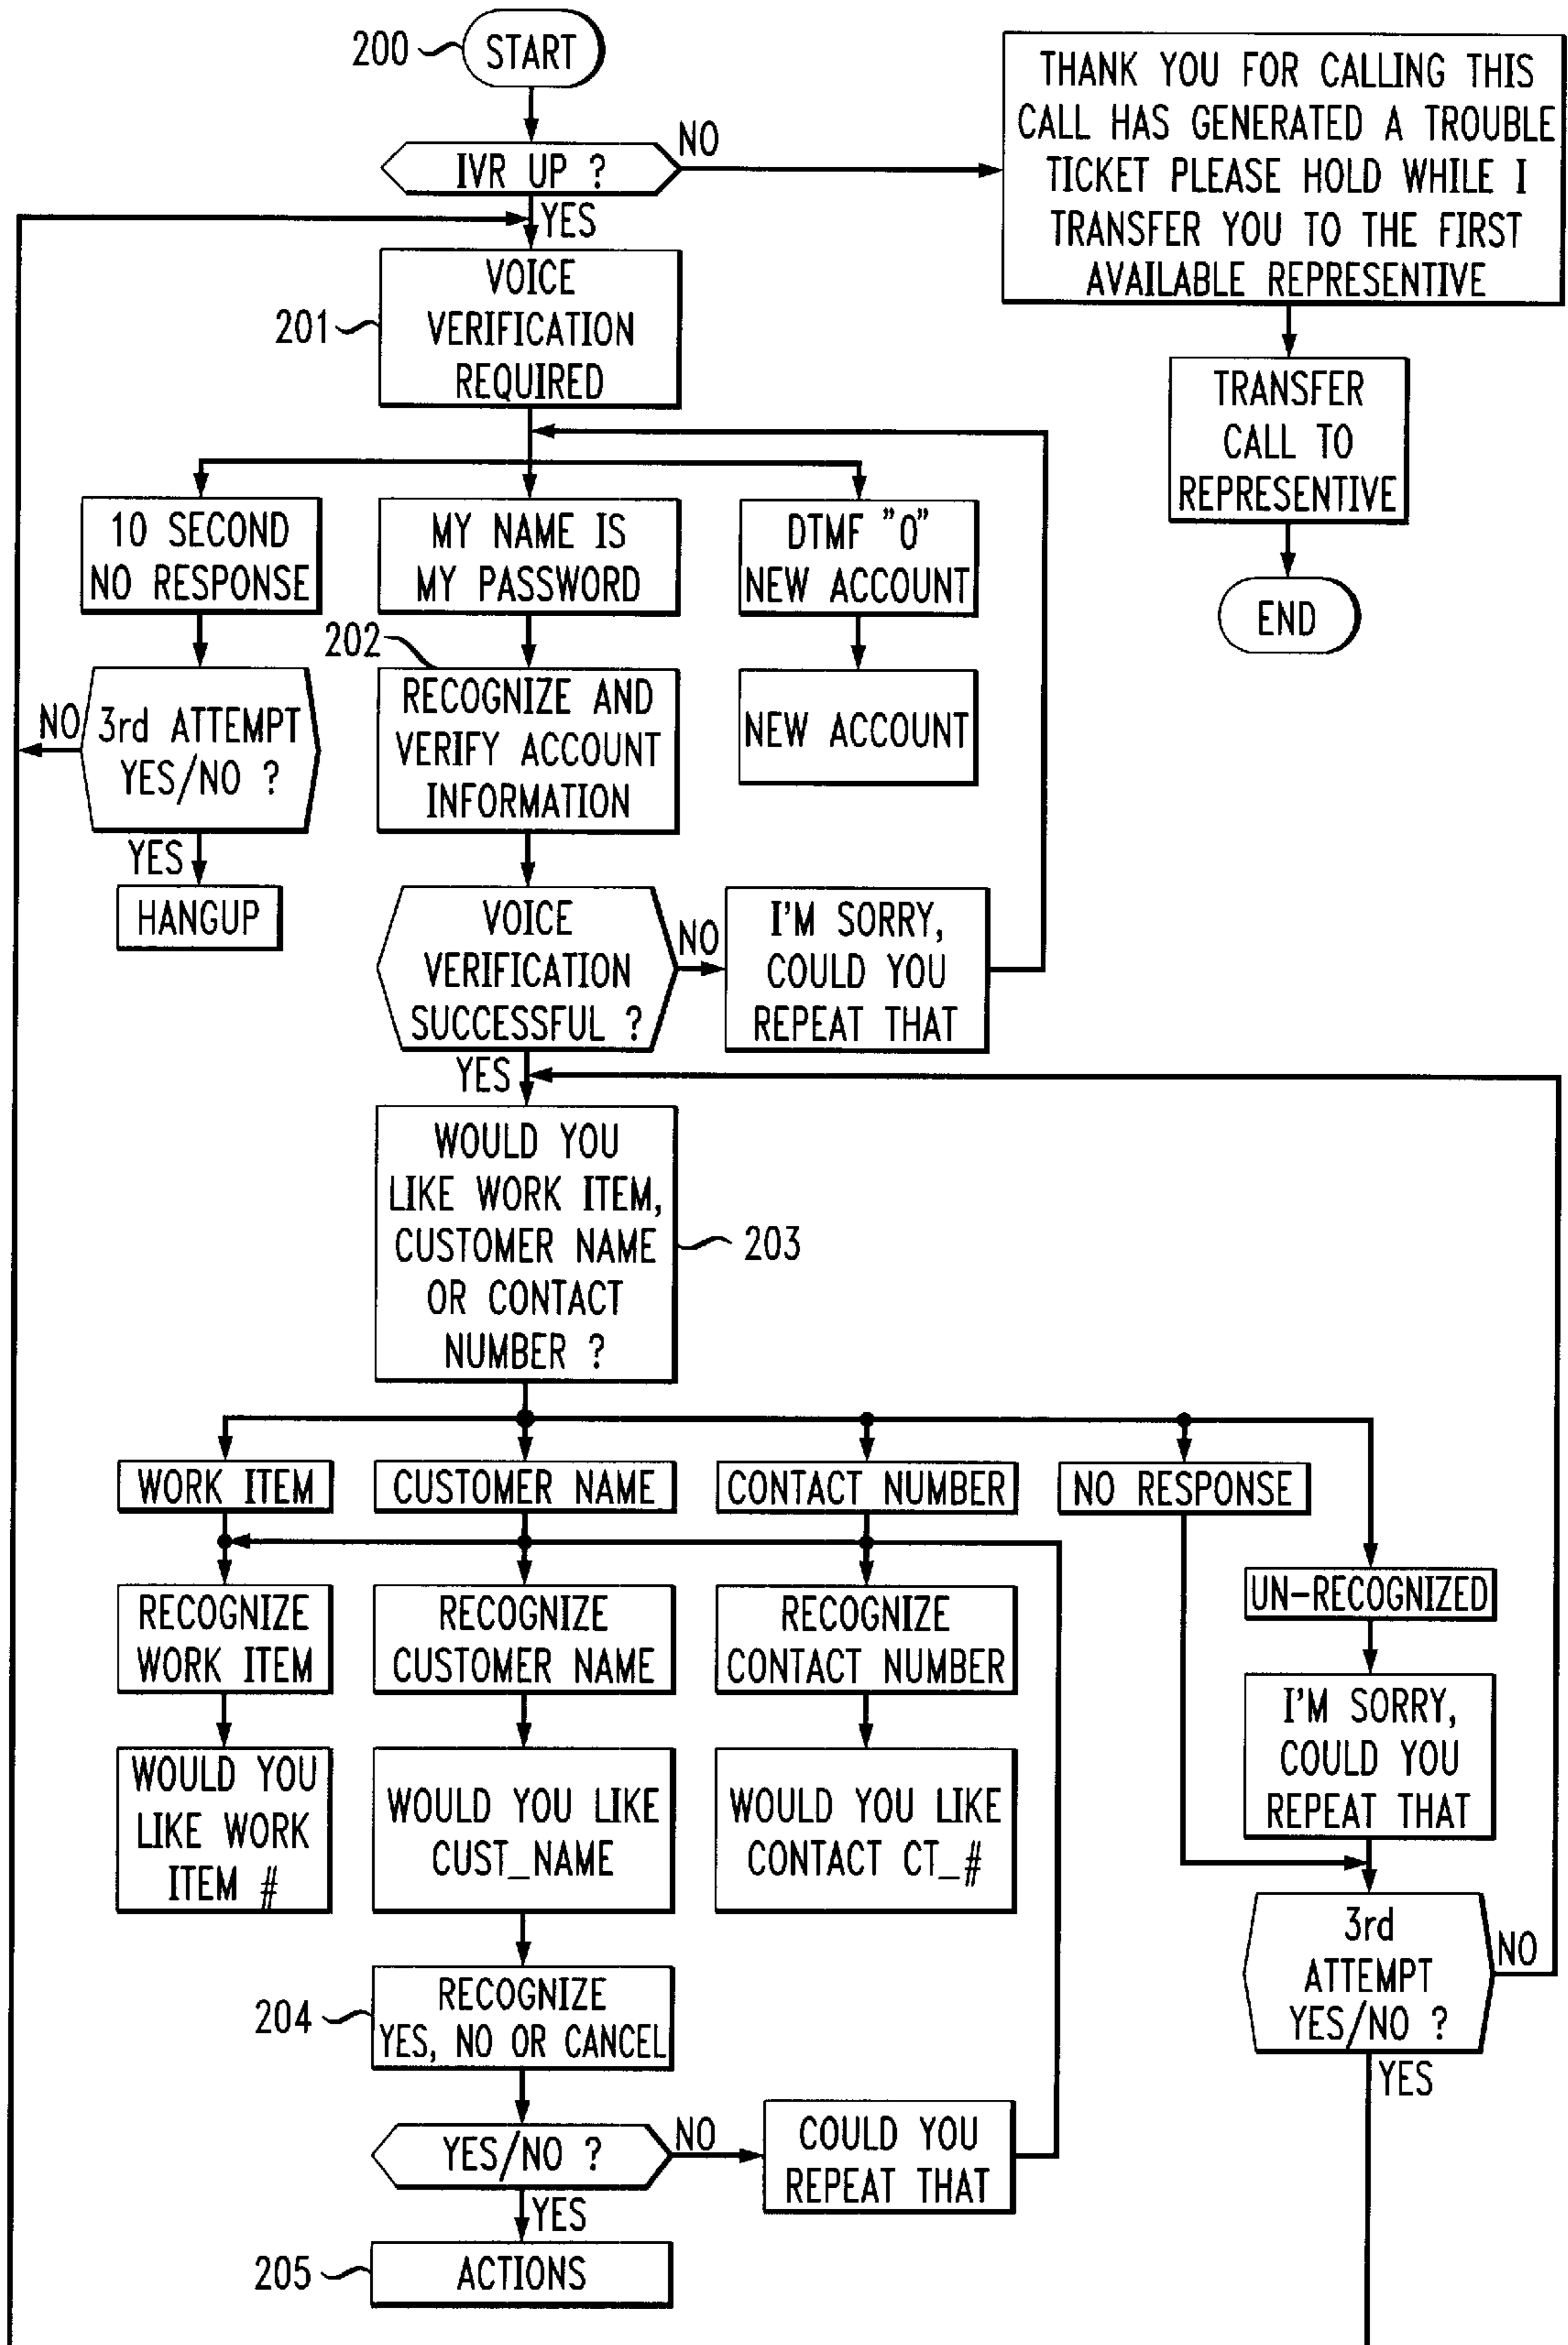 200
START
IVR UP ?
NO
YES
THANK YOU FOR CALLING THIS
CALL HAS GENERATED A TROUBLE
TICKET PLEASE HOLD WHILE I
TRANSFER YOU TO THE FIRST
AVAILABLE REPRESENTIVE
TRANSFER
CALL TO
REPRESENTIVE
END
201
VOICE
VERIFICATION
REQUIRED
10 SECOND
NO RESPONSE
MY NAME IS
MY PASSWORD
DTMF "0"
NEW ACCOUNT
NO
3rd ATTEMPT
YES/NO ?
YES
HANGUP
202
RECOGNIZE AND
VERIFY ACCOUNT
INFORMATION
NEW ACCOUNT
VOICE
VERIFICATION
SUCCESSFUL ?
NO
YES
I'M SORRY,
COULD YOU
REPEAT THAT
WOULD YOU
LIKE WORK ITEM,
CUSTOMER NAME
OR CONTACT
NUMBER ?
203
WORK ITEM
CUSTOMER NAME
CONTACT NUMBER
NO RESPONSE
UN-RECOGNIZED
RECOGNIZE
WORK ITEM
RECOGNIZE
CUSTOMER NAME
RECOGNIZE
CONTACT NUMBER
I'M SORRY,
COULD YOU
REPEAT THAT
WOULD YOU
LIKE WORK
ITEM #
WOULD YOU LIKE
CUST_NAME
WOULD YOU LIKE
CONTACT CT_#
3rd
ATTEMPT
YES/NO ?
NO
YES
204
RECOGNIZE
YES, NO OR CANCEL
YES/NO ?
NO
YES
COULD YOU
REPEAT THAT
205
ACTIONS